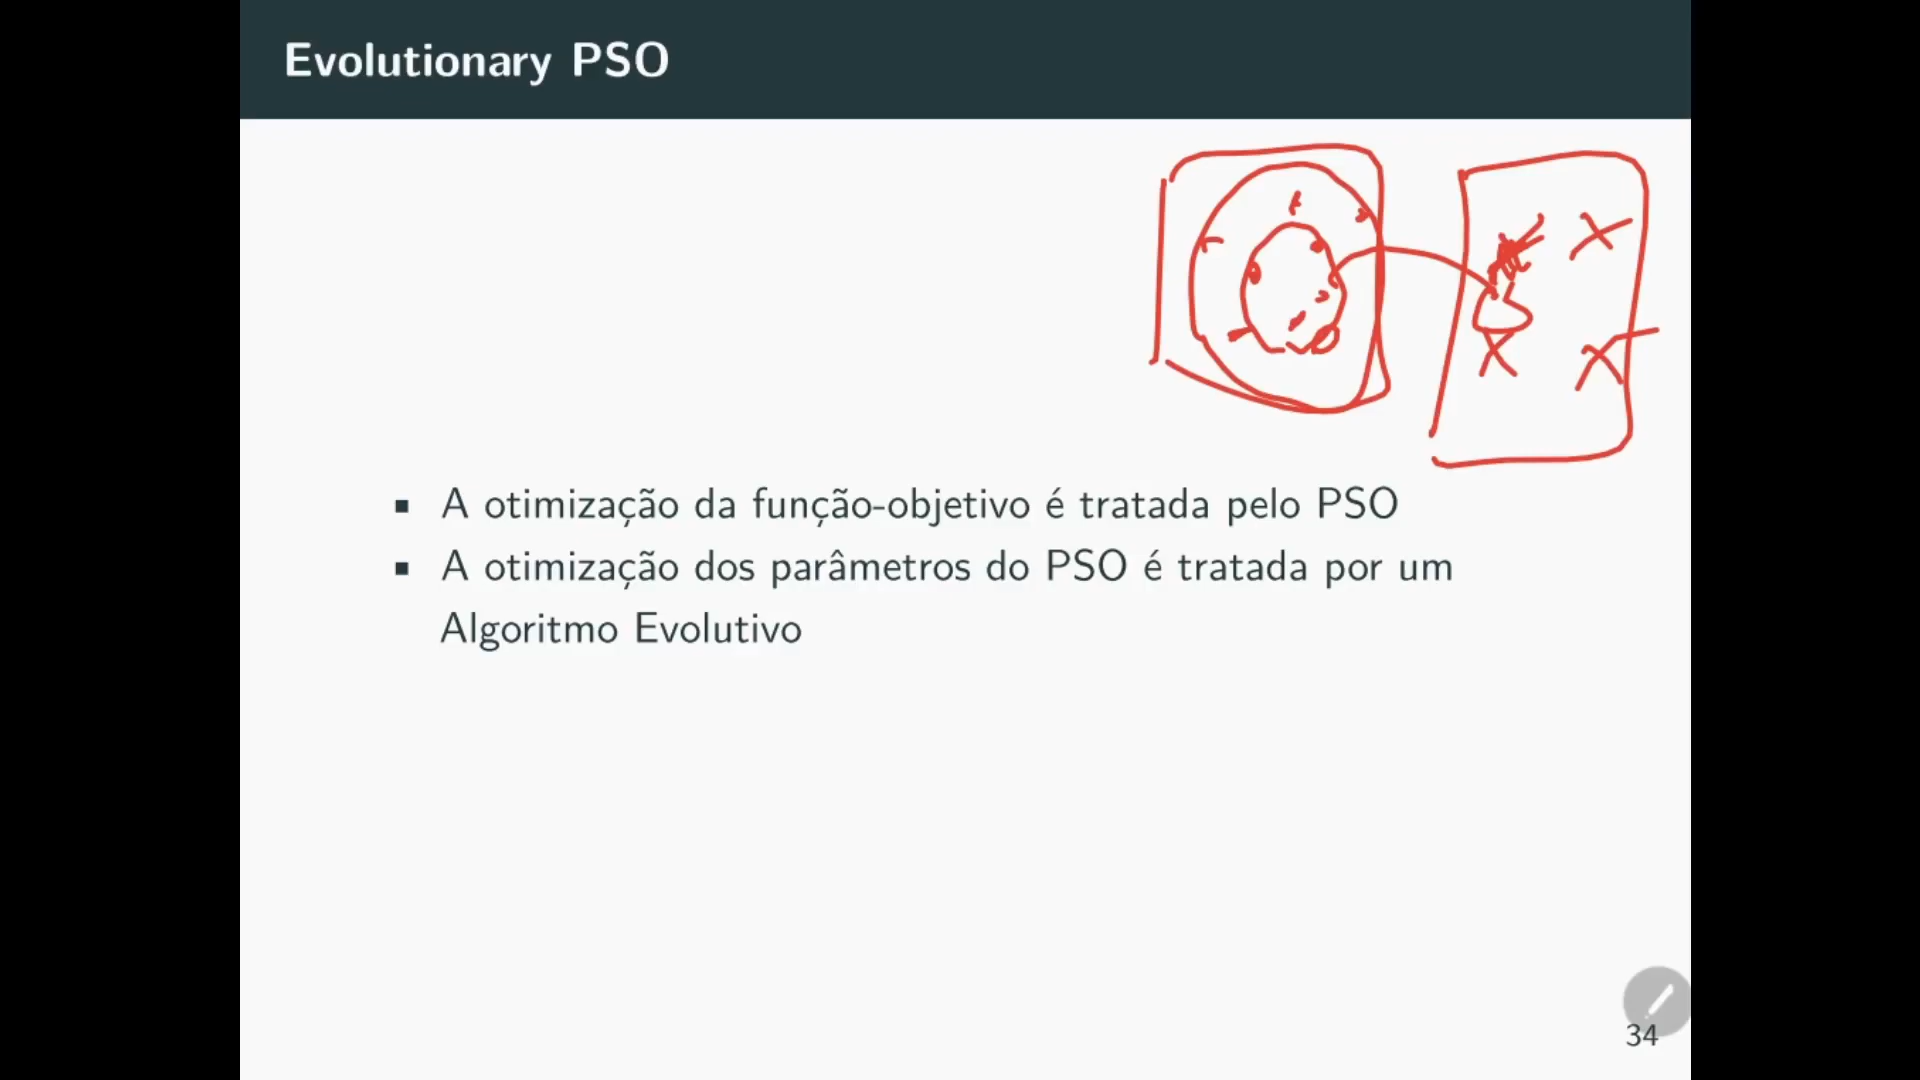 Evolutionary PSO
▪ A otimização da função-objetivo é tratada pelo PSO
▪ A otimização dos parâmetros do PSO é tratada por um
Algoritmo Evolutivo
34